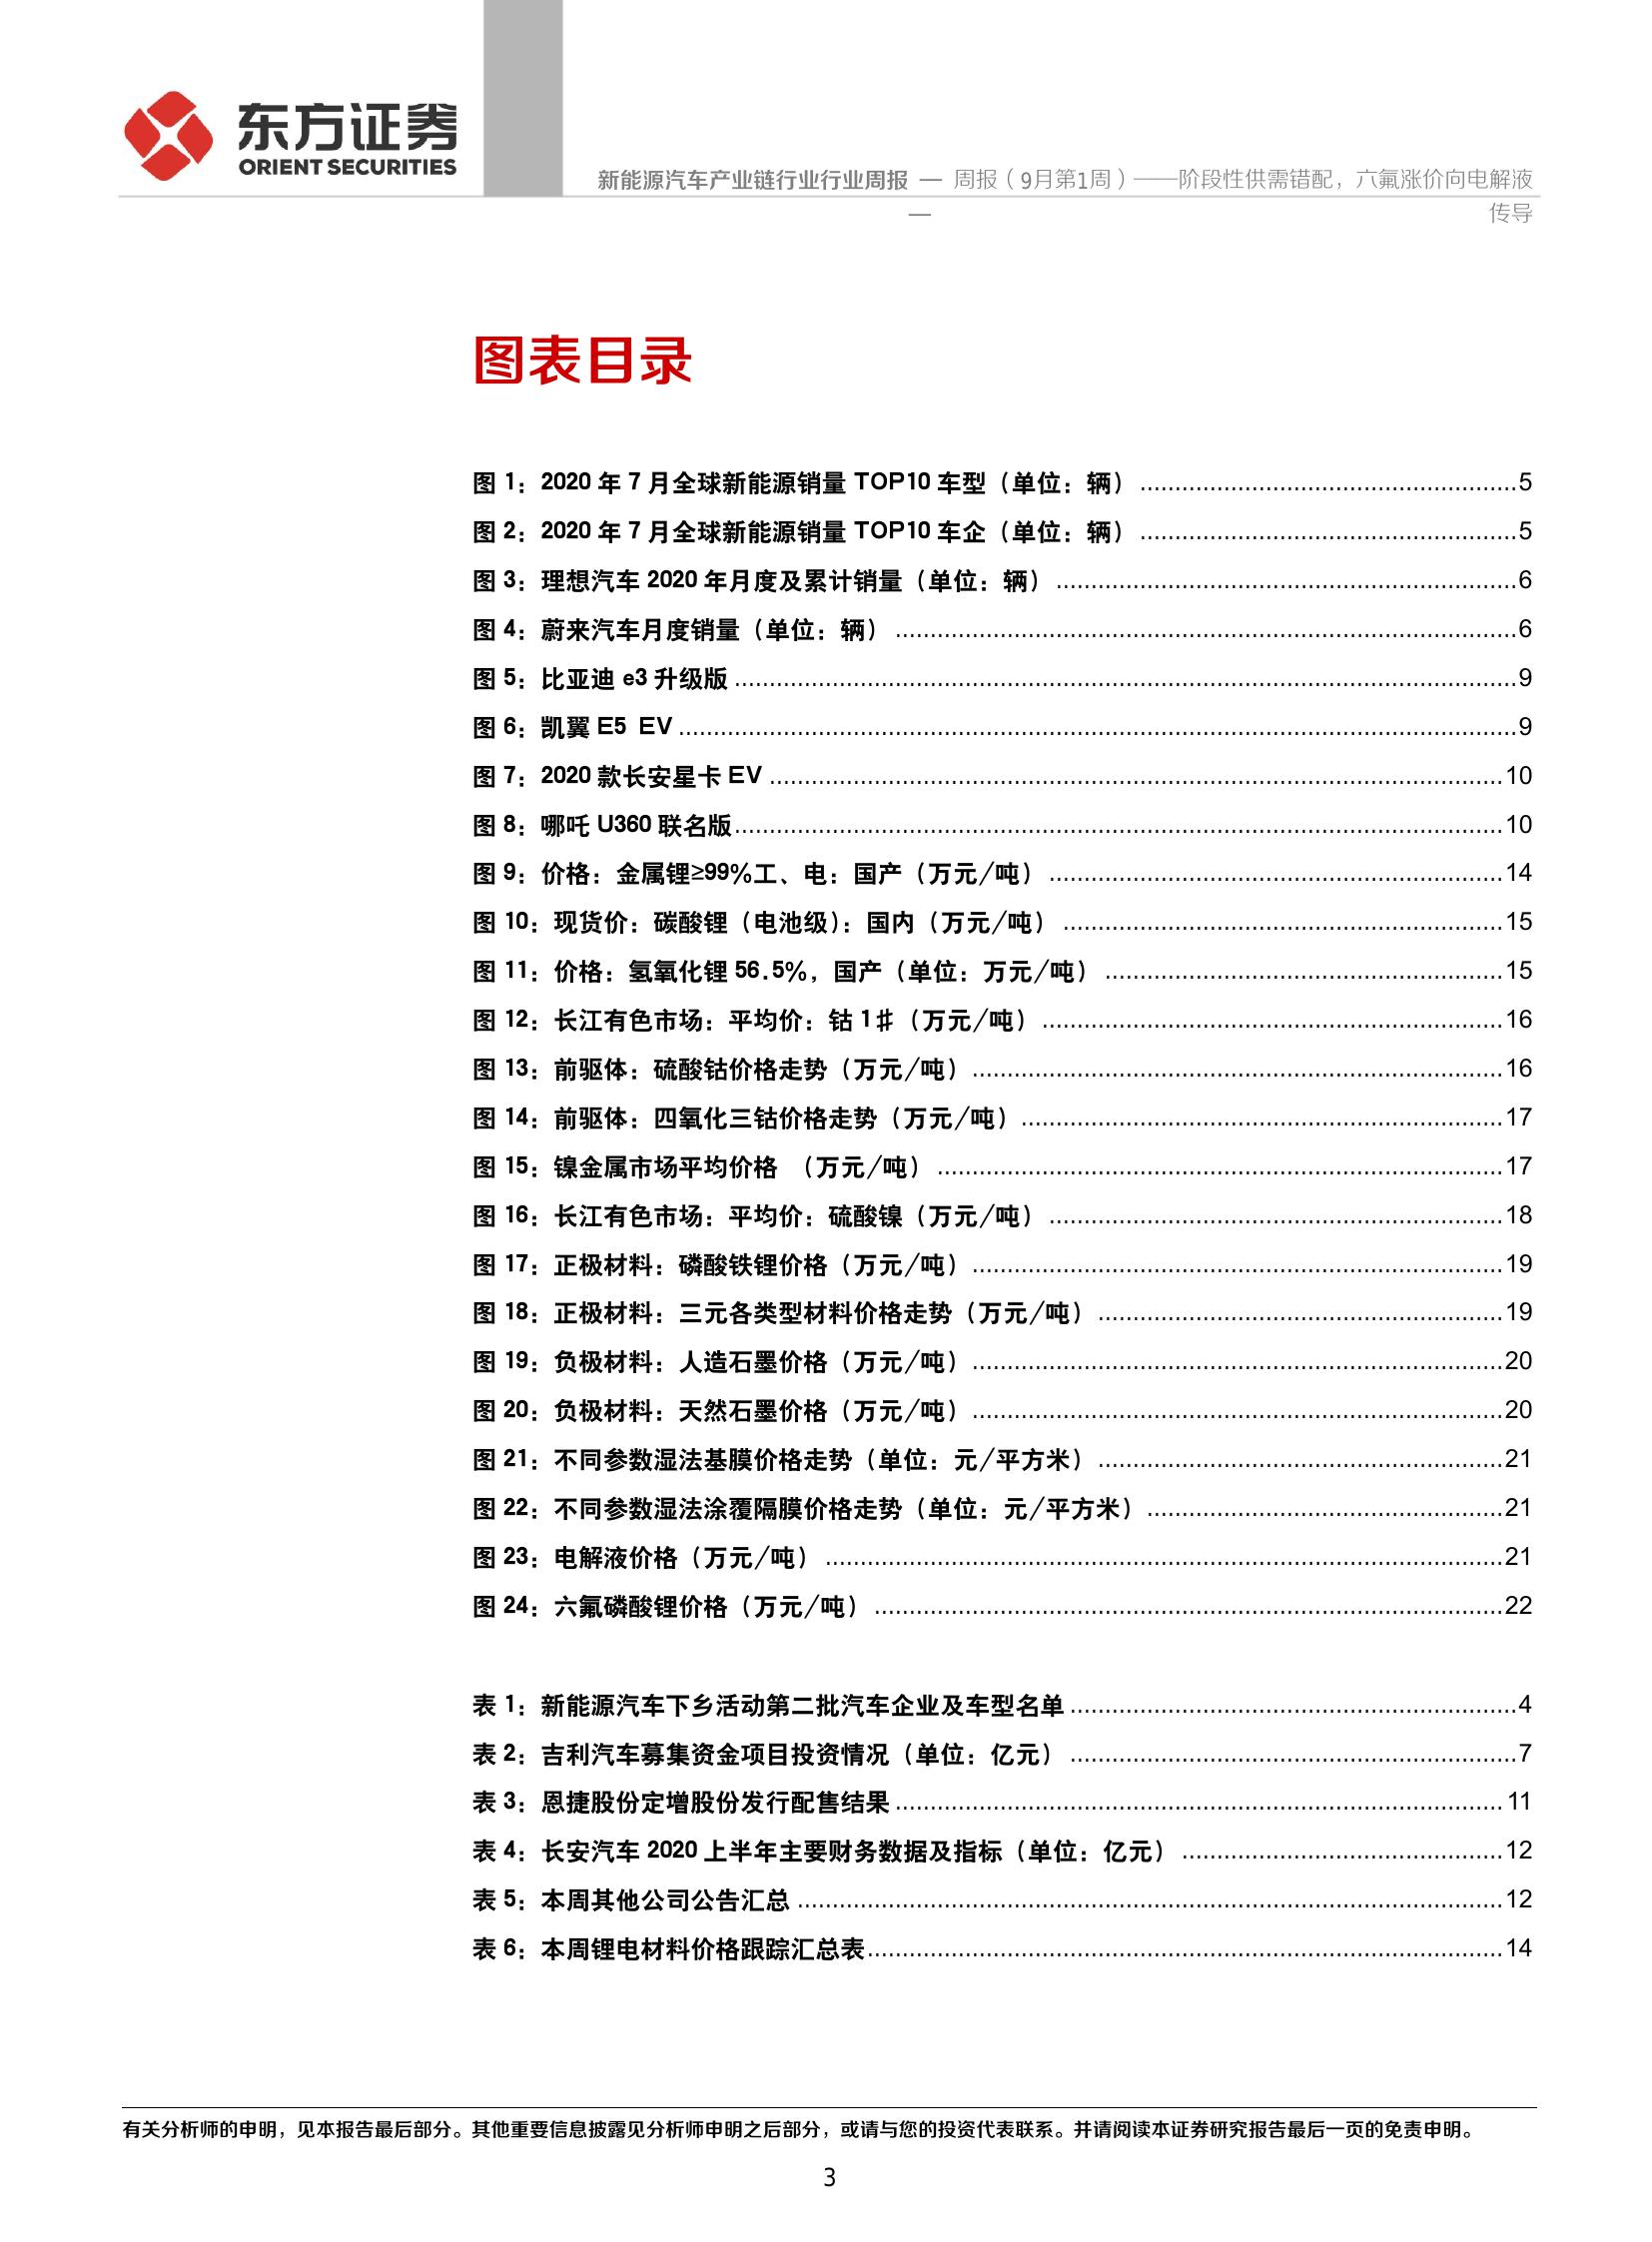 东方证券
ORIENT SECURITIES
新能源汽车产业链行业行业周报 — 周报（9月第1周）——阶段性供需错配，六氟涨价向电解液
— 传导
图表目录
图 1：2020 年 7 月全球新能源销量 TOP10 车型（单位：辆）......5
图 2：2020 年 7 月全球新能源销量 TOP10 车企（单位：辆）......5
图 3：理想汽车 2020 年月度及累计销量（单位：辆）......6
图 4：蔚来汽车月度销量（单位：辆）......6
图 5：比亚迪 e3 升级版......9
图 6：凯翼 E5 EV......9
图 7：2020 款长安星卡 EV......10
图 8：哪吒 U360 联名版......10
图 9：价格：金属锂≥99%工、电：国产（万元/吨）......14
图 10：现货价：碳酸锂（电池级）：国内（万元/吨）......15
图 11：价格：氢氧化锂 56.5%，国产（单位：万元/吨）......15
图 12：长江有色市场：平均价：钴 1#（万元/吨）......16
图 13：前驱体：硫酸钴价格走势（万元/吨）......16
图 14：前驱体：四氧化三钴价格走势（万元/吨）......17
图 15：镍金属市场平均价格 （万元/吨）......17
图 16：长江有色市场：平均价：硫酸镍（万元/吨）......18
图 17：正极材料：磷酸铁锂价格（万元/吨）......19
图 18：正极材料：三元各类型材料价格走势（万元/吨）......19
图 19：负极材料：人造石墨价格（万元/吨）......20
图 20：负极材料：天然石墨价格（万元/吨）......20
图 21：不同参数湿法基膜价格走势（单位：元/平方米）......21
图 22：不同参数湿法涂覆隔膜价格走势（单位：元/平方米）......21
图 23：电解液价格（万元/吨）......21
图 24：六氟磷酸锂价格（万元/吨）......22
表 1：新能源汽车下乡活动第二批汽车企业及车型名单......4
表 2：吉利汽车募集资金项目投资情况（单位：亿元）......7
表 3：恩捷股份定增股份发行配售结果......11
表 4：长安汽车 2020 上半年主要财务数据及指标（单位：亿元）......12
表 5：本周其他公司公告汇总......12
表 6：本周锂电材料价格跟踪汇总表......14
有关分析师的申明，见本报告最后部分。其他重要信息披露见分析师申明之后部分，或请与您的投资代表联系。并请阅读本证券研究报告最后一页的免责申明。
3